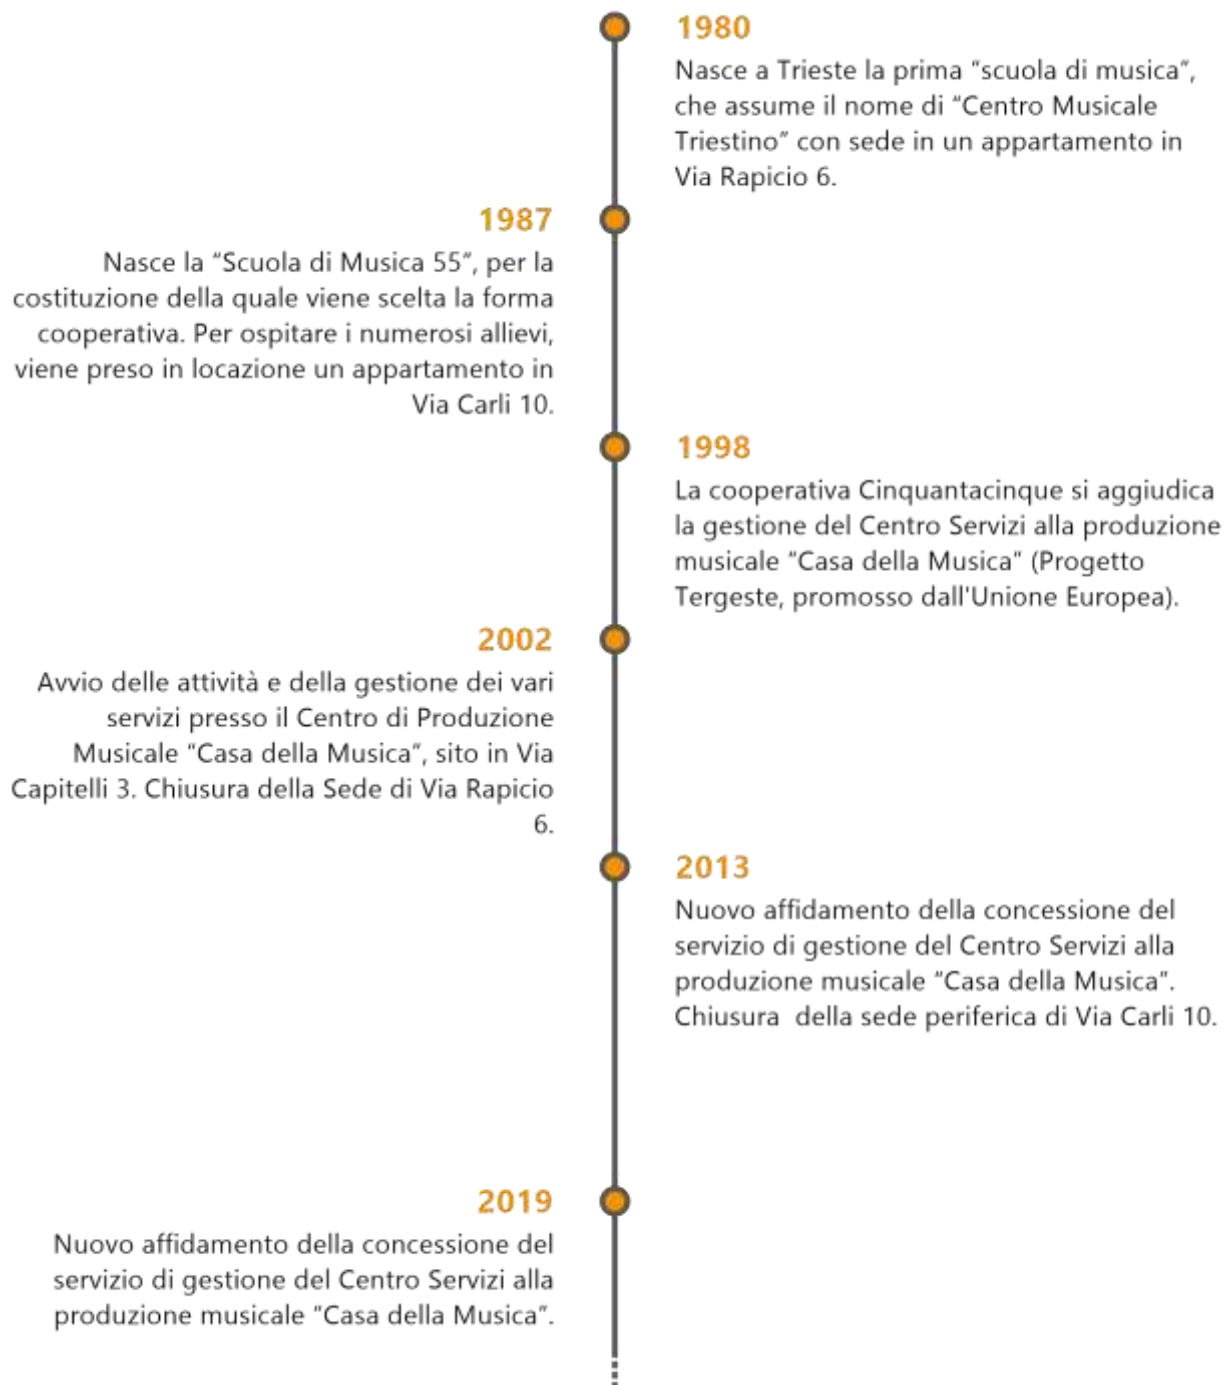 1980
Nasce a Trieste la prima “scuola di musica”,
che assume il nome di “Centro Musicale
Triestino” con sede in un appartamento in
Via Rapicio 6.
1987
Nasce la “Scuola di Musica 55”, per la
costituzione della quale viene scelta la forma
cooperativa. Per ospitare i numerosi allievi,
viene preso in locazione un appartamento in
Via Carli 10.
1998
La cooperativa Cinquantacinque si aggiudica
la gestione del Centro Servizi alla produzione
musicale “Casa della Musica” (Progetto
Tergeste, promosso dall'Unione Europea).
2002
Avvio delle attività e della gestione dei vari
servizi presso il Centro di Produzione
Musicale “Casa della Musica”, sito in Via
Capitelli 3. Chiusura della Sede di Via Rapicio
6.
2013
Nuovo affidamento della concessione del
servizio di gestione del Centro Servizi alla
produzione musicale “Casa della Musica”.
Chiusura  della sede periferica di Via Carli 10.
2019
Nuovo affidamento della concessione del
servizio di gestione del Centro Servizi alla
produzione musicale “Casa della Musica”.